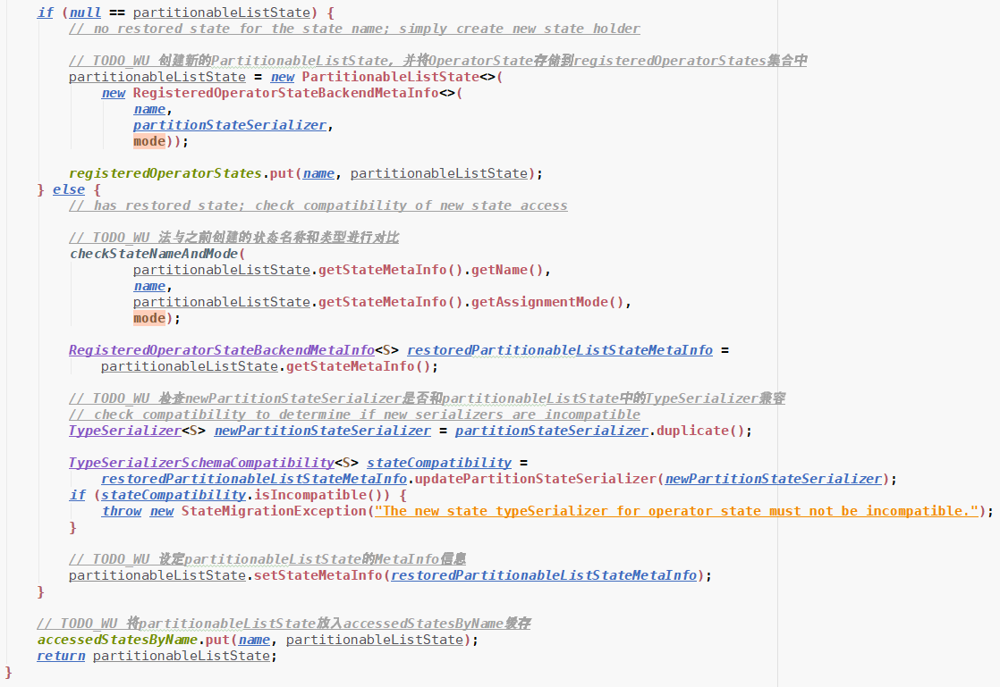 if (null == partitionableListState) {
// no restored state for the state name; simply create new state holder
// TODO_WU 创建新的PartitionableListState, 并将OperatorState存储到registeredOperatorStates集合中
partitionableListState = new PartitionableListState<>(
new RegisteredOperatorStateBackendMetaInfo<>(
name,
partitionStateSerializer,
mode));
registeredOperatorStates.put(name, partitionableListState);
} else {
// has restored state; check compatibility of new state access
// TODO_WU 法与之前创建的状态名称和类型进行对比
checkStateNameAndMode(
partitionableListState.getStateMetaInfo().getName(),
name,
partitionableListState.getStateMetaInfo().getAssignmentMode(),
mode);
RegisteredOperatorStateBackendMetaInfo<S> restoredPartitionableListStateMetaInfo =
partitionableListState.getStateMetaInfo();
// TODO_WU 检查newPartitionStateSerializer是否和partitionableListState中的TypeSerializer兼容
// check compatibility to determine if new serializers are incompatible
TypeSerializer<S> newPartitionStateSerializer = partitionStateSerializer.duplicate();
TypeSerializerSchemaCompatibility<S> stateCompatibility =
restoredPartitionableListStateMetaInfo.updatePartitionStateSerializer(newPartitionStateSerializer);
if (stateCompatibility.isIncompatible()) {
throw new StateMigrationException("The new state typeSerializer for operator state must not be incompatible.");
}
// TODO_WU 设定partitionableListState的MetaInfo信息
partitionableListState.setStateMetaInfo(restoredPartitionableListStateMetaInfo);
}
// TODO_WU 将partitionableListState放入accessedStatesByName缓存
accessedStatesByName.put(name, partitionableListState);
return partitionableListState;
}